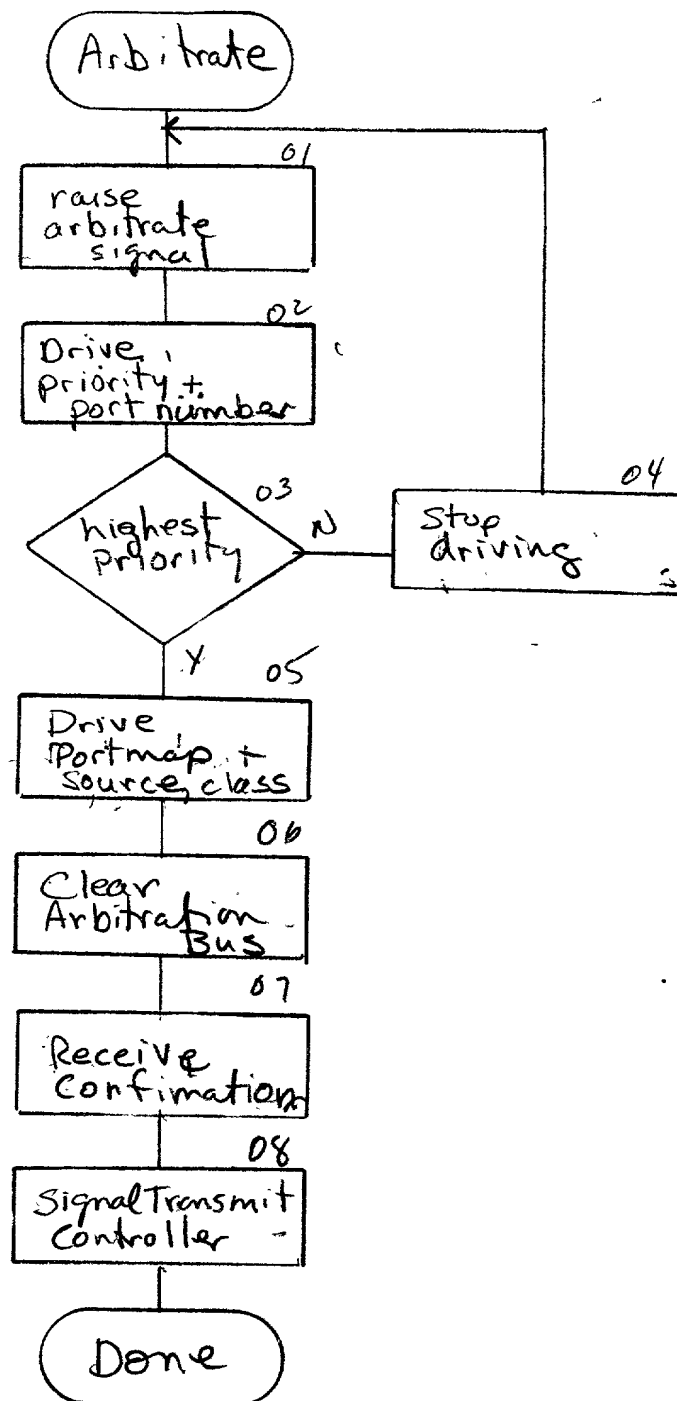 Arbitrate
01
raise
arbitrate
signal
02
Drive
priority +
port number
03
highest
priority
N
04
Stop
driving
Y
05
Drive
Portmap +
source, class
06
Clear
Arbitration
Bus
07
Receive
Confimation
08
Signal Transmit
Controller
Done